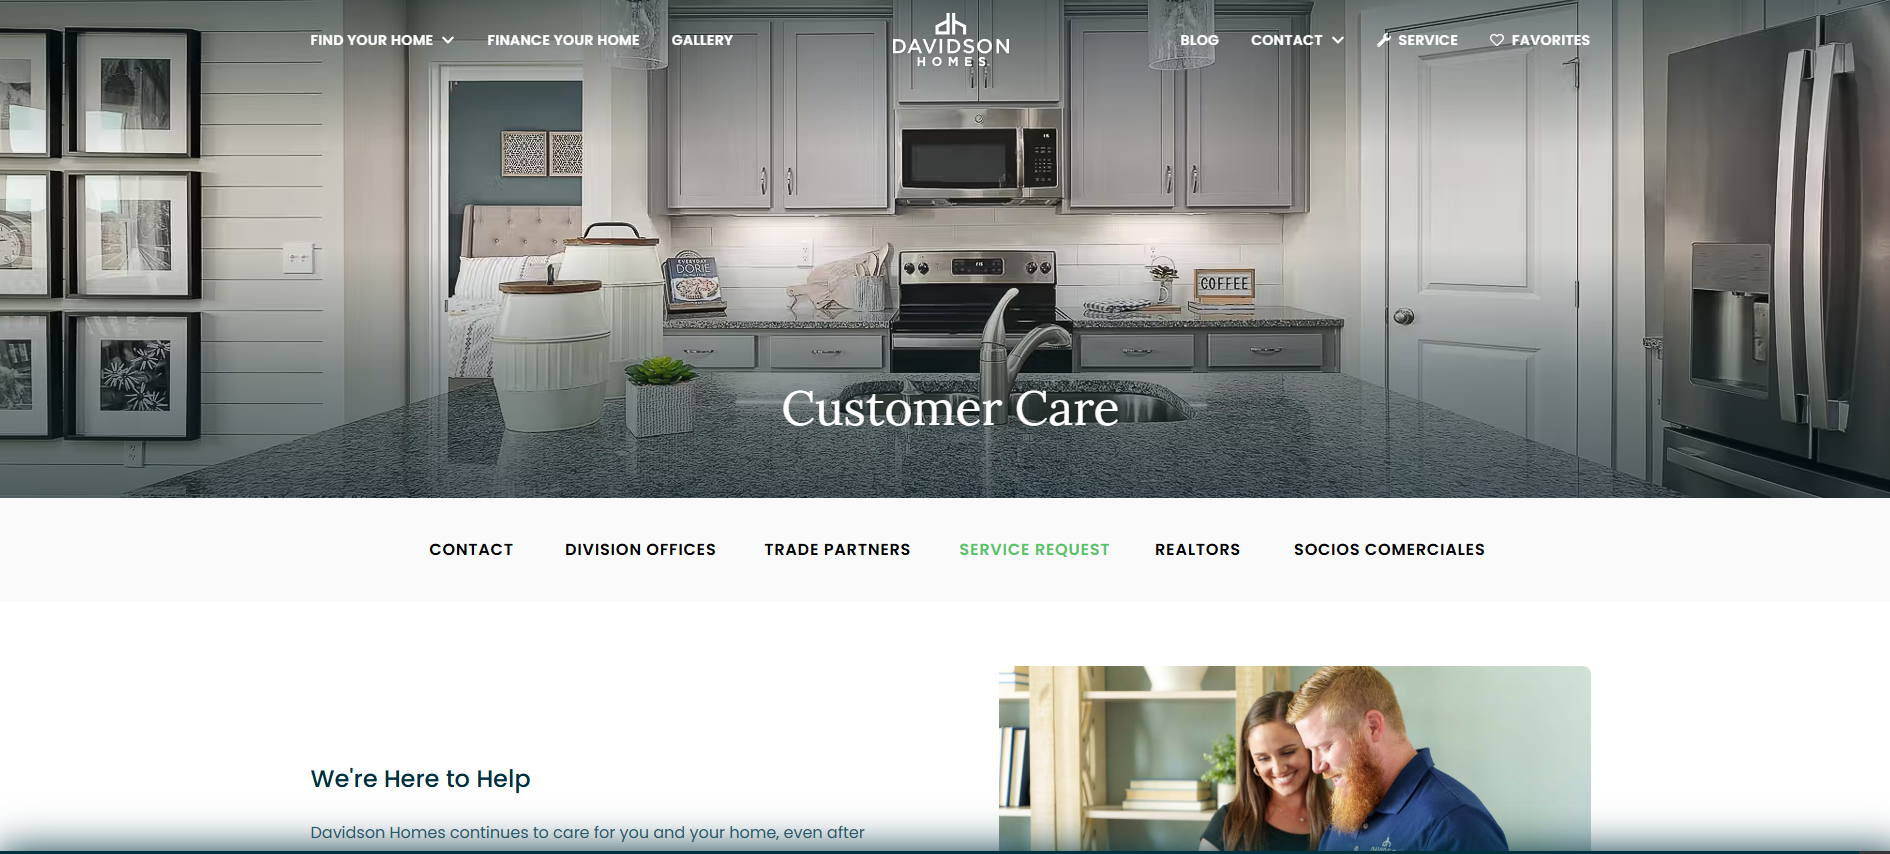 FIND YOUR HOME
FINANCE YOUR HOME
GALLERY
DAVIDSON
HOMES
BLOG
CONTACT
SERVICE
FAVORITES
EVERYDAY
DORIE
COFFEE
Customer Care
CONTACT
DIVISION OFFICES
TRADE PARTNERS
SERVICE REQUEST
REALTORS
SOCIOS COMERCIALES
We're Here to Help
Davidson Homes continues to care for you and your home, even after